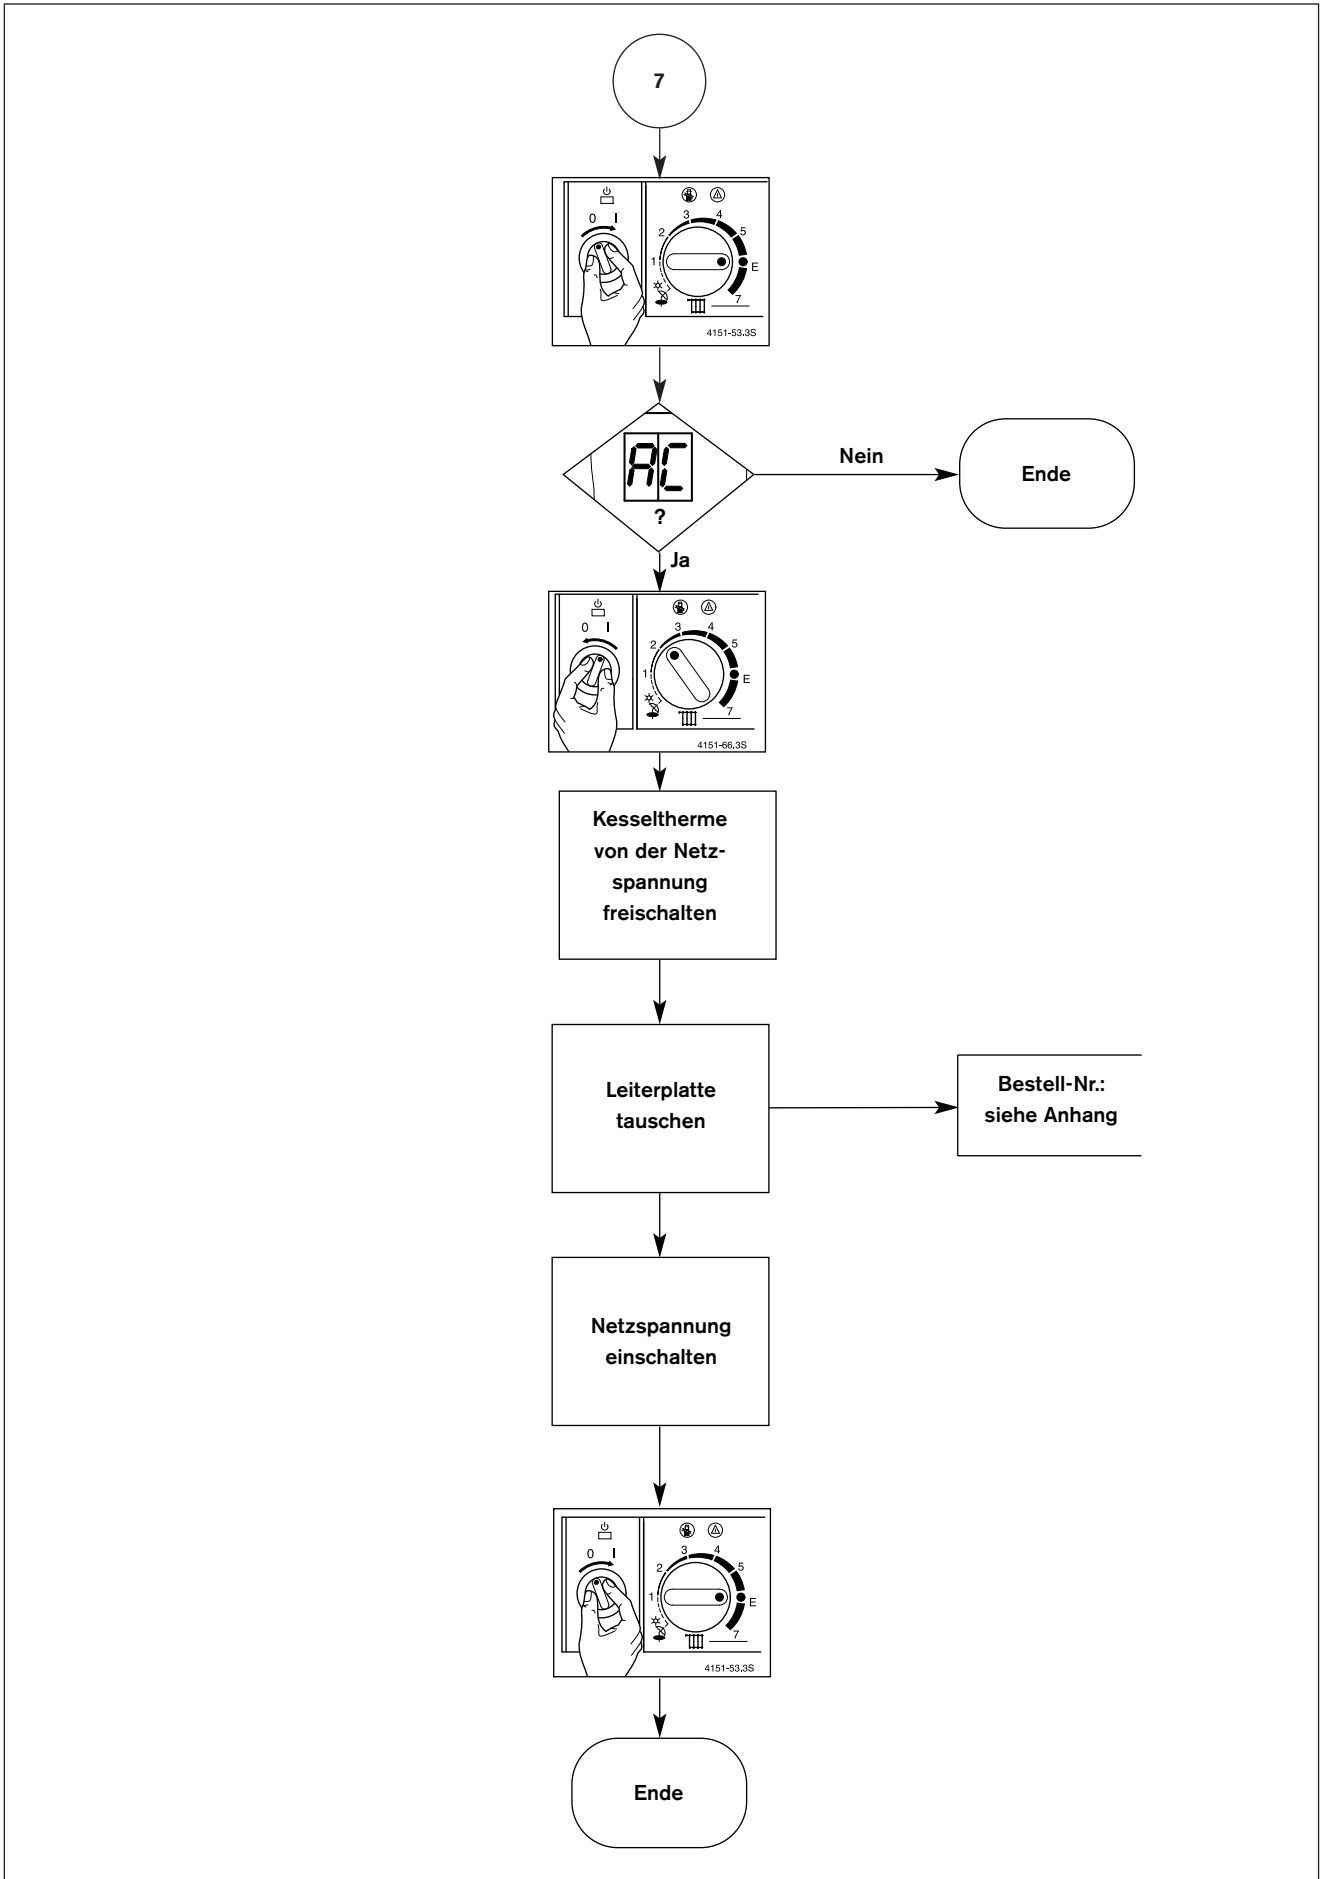 7
0 I
3 4
2 5
1 E
7
4151-53.3S
AC
?
Nein
Ende
Ja
0 I
3 4
2 5
1 E
7
4151-66.3S
Kesseltherme
von der Netz-
spannung
freischalten
Leiterplatte
tauschen
Bestell-Nr.:
siehe Anhang
Netzspannung
einschalten
0 I
3 4
2 5
1 E
7
4151-53.3S
Ende